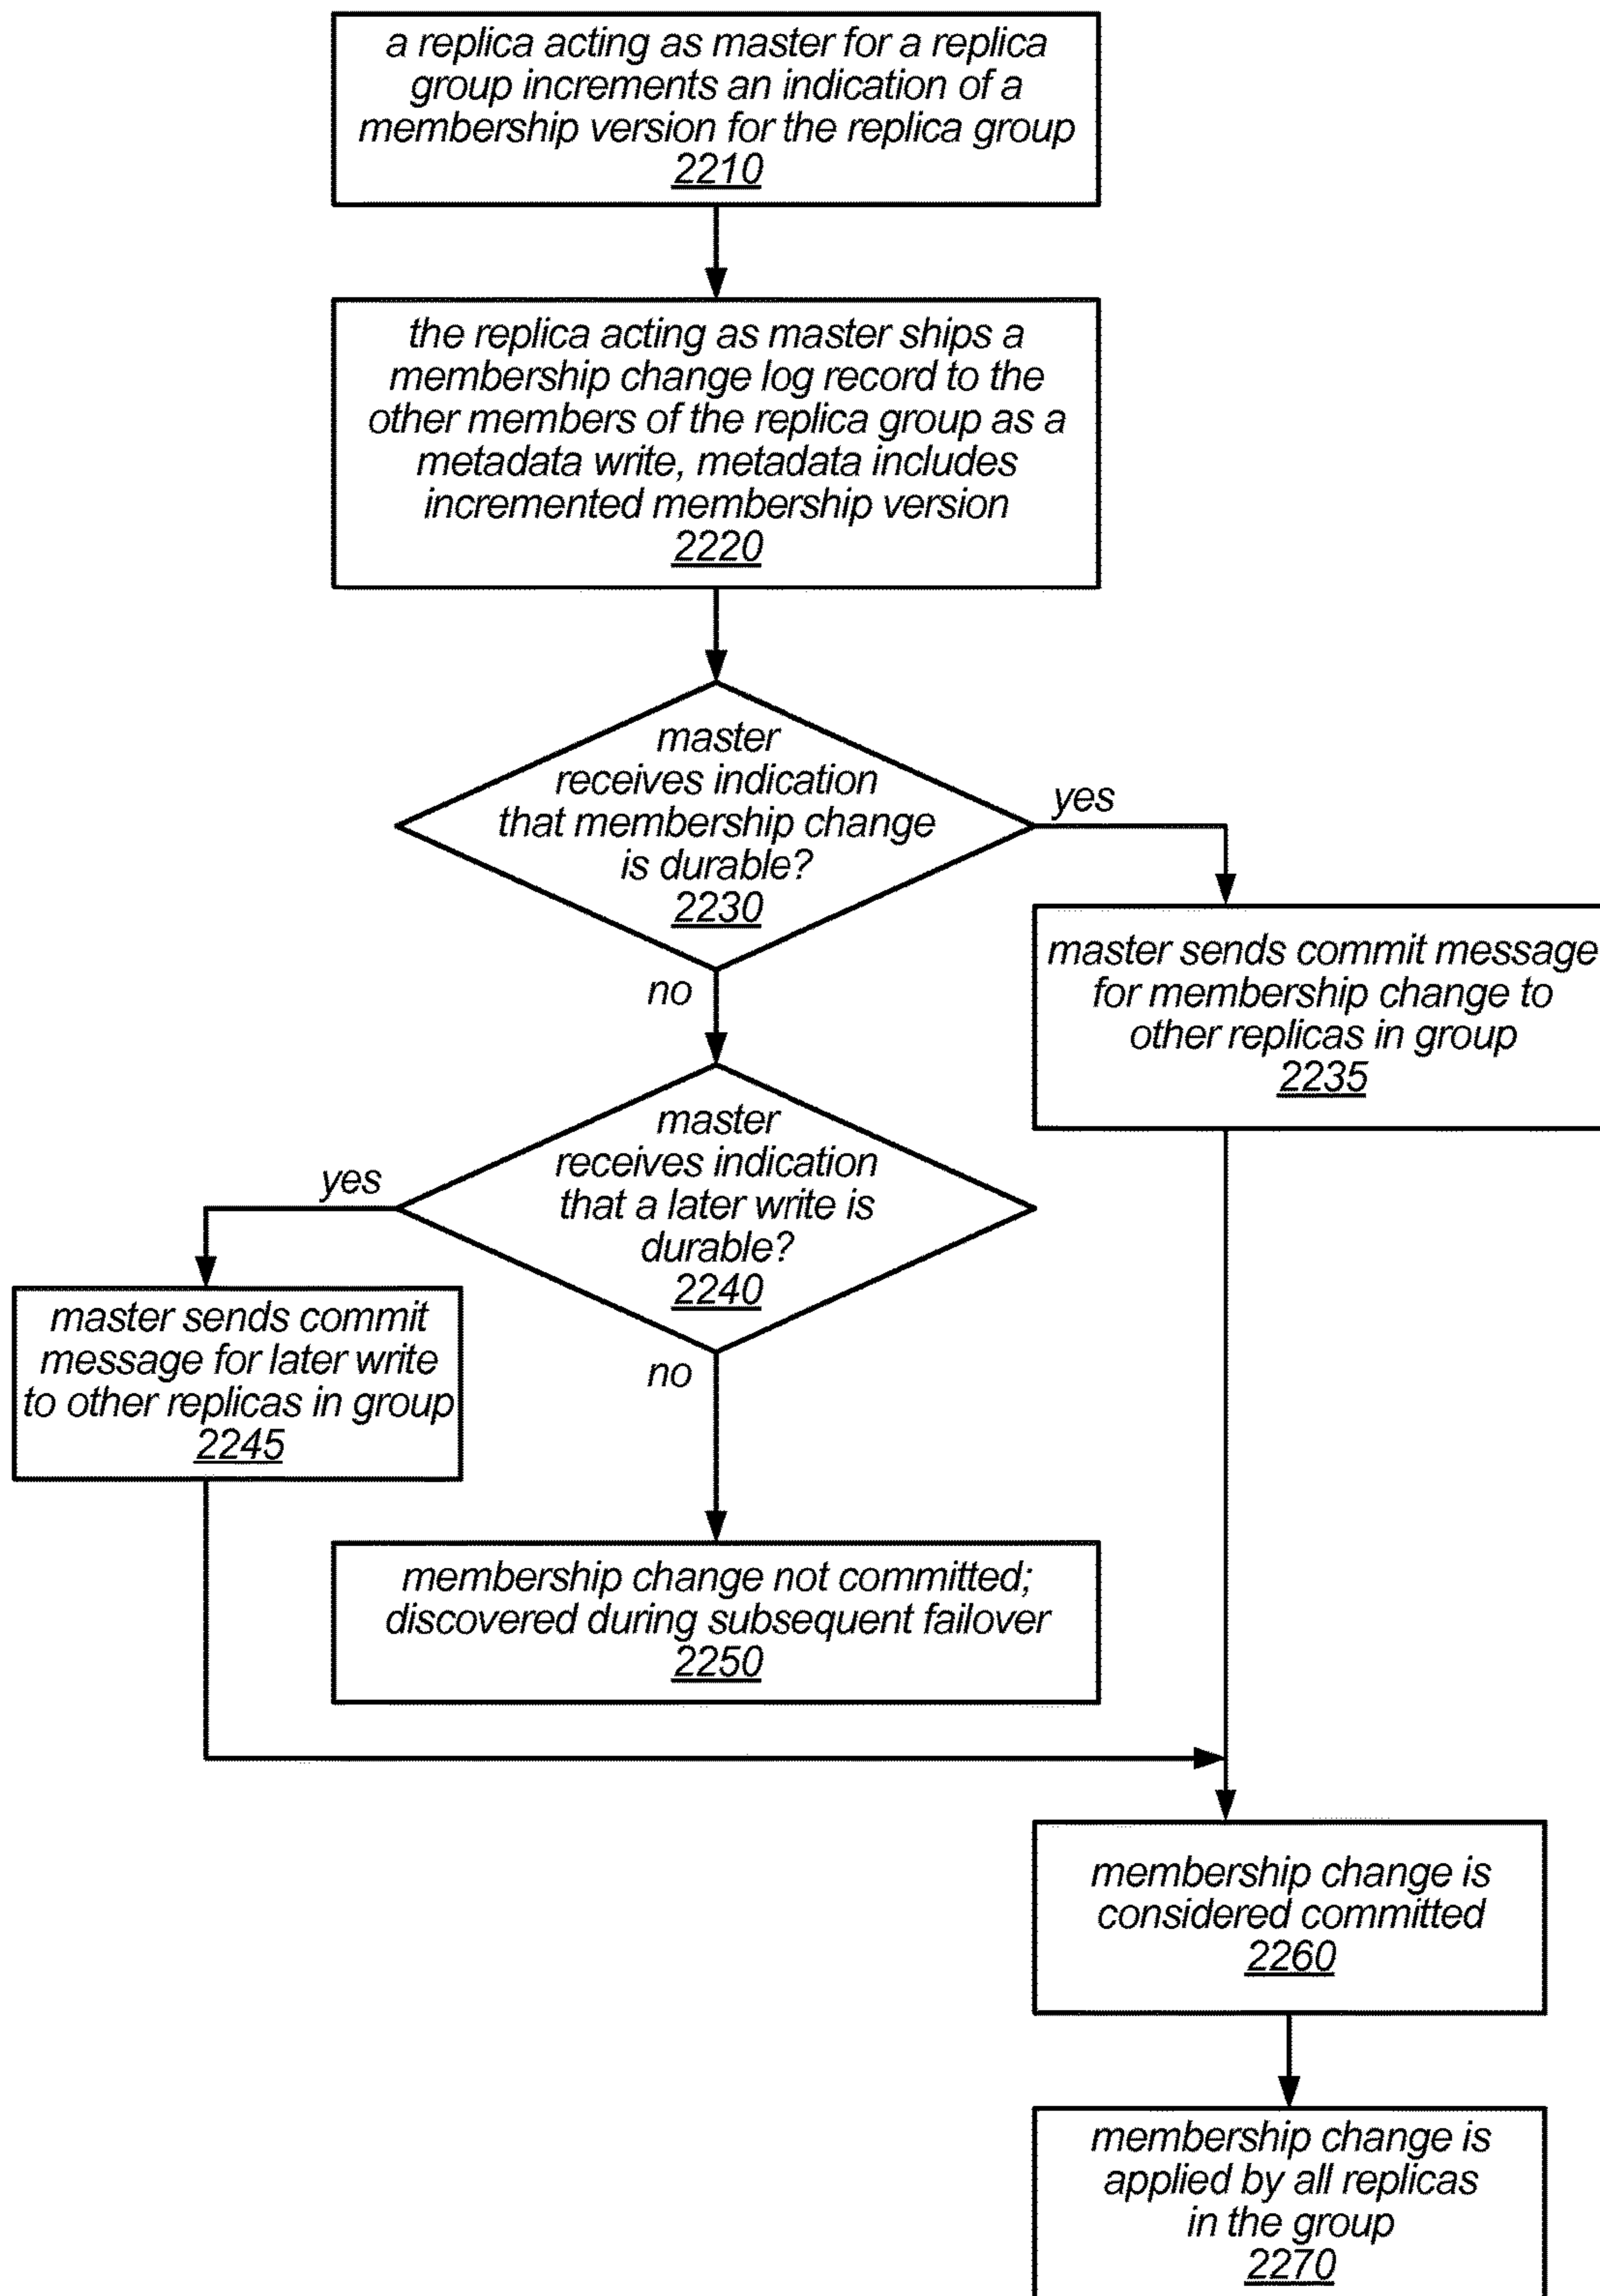 a replica acting as master for a replica
group increments an indication of a
membership version for the replica group
2210
the replica acting as master ships a
membership change log record to the
other members of the replica group as a
metadata write, metadata includes
incremented membership version
2220
master
receives indication
that membership change
is durable?
2230
yes
no
master sends commit message
for membership change to
other replicas in group
2235
master
receives indication
that a later write is
durable?
2240
yes
no
master sends commit
message for later write
to other replicas in group
2245
membership change not committed;
discovered during subsequent failover
2250
membership change is
considered committed
2260
membership change is
applied by all replicas
in the group
2270